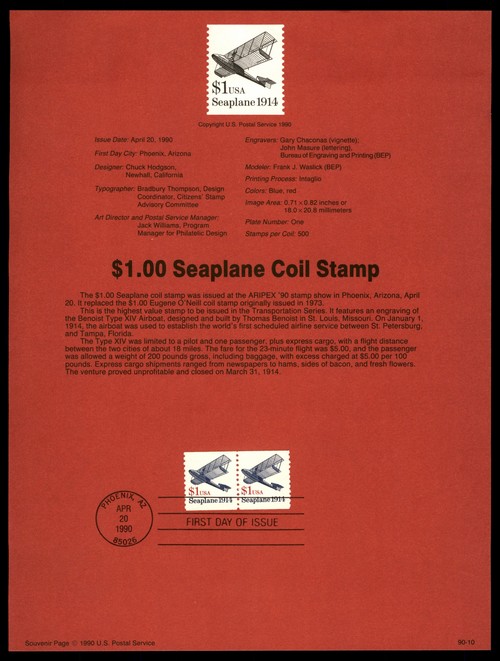 $1USA
Seaplane 1914
Copyright U.S. Postal Service 1990
Issue Date: April 20, 1990
First Day City: Phoenix, Arizona
Designer: Chuck Hodgson,
Newhall, California
Typographer: Bradbury Thompson, Design
Coordinator, Citizens' Stamp
Advisory Committee
Art Director and Postal Service Manager:
Jack Williams, Program
Manager for Philatelic Design
Engravers: Gary Chaconas (vignette),
John Masure (lettering),
Bureau of Engraving and Printing (BEP)
Modeler: Frank J. Waslick (BEP)
Printing Process: Intaglio
Colors: Blue, red
Image Area: 0.71 x 0.82 inches or
18.0 x 20.8 millimeters
Plate Number: One
Stamps per Coil: 500
$1.00 Seaplane Coil Stamp
The $1.00 Seaplane coil stamp was issued at the ARIPEX '90 stamp show in Phoenix, Arizona, April
20. It replaced the $1.00 Eugene O'Neill coil stamp originally issued in 1973.
This is the highest value stamp to be issued in the Transportation Series. It features an engraving of
the Benoist Type XIV Airboat, designed and built by Thomas Benoist in St. Louis, Missouri. On January 1,
1914, the airboat was used to establish the world's first scheduled airline service between St. Petersburg,
and Tampa, Florida.
The Type XIV was limited to a pilot and one passenger, plus express cargo, with a flight distance
between the two cities of about 16 miles. The fare for the 23-minute flight was $5.00, and the passenger
was allowed a weight of 200 pounds gross, including baggage, with excess charged at $5.00 per 100
pounds. Express cargo shipments ranged from newspapers to hams, sides of bacon, and fresh flowers.
The venture proved unprofitable and closed on March 31, 1914.
$1USA
Seaplane 1914
$1USA
Seaplane 1914
PHOENIX, AZ
APR
20
1990
85026
FIRST DAY OF ISSUE
Souvenir Page © 1990 U.S. Postal Service
90-10